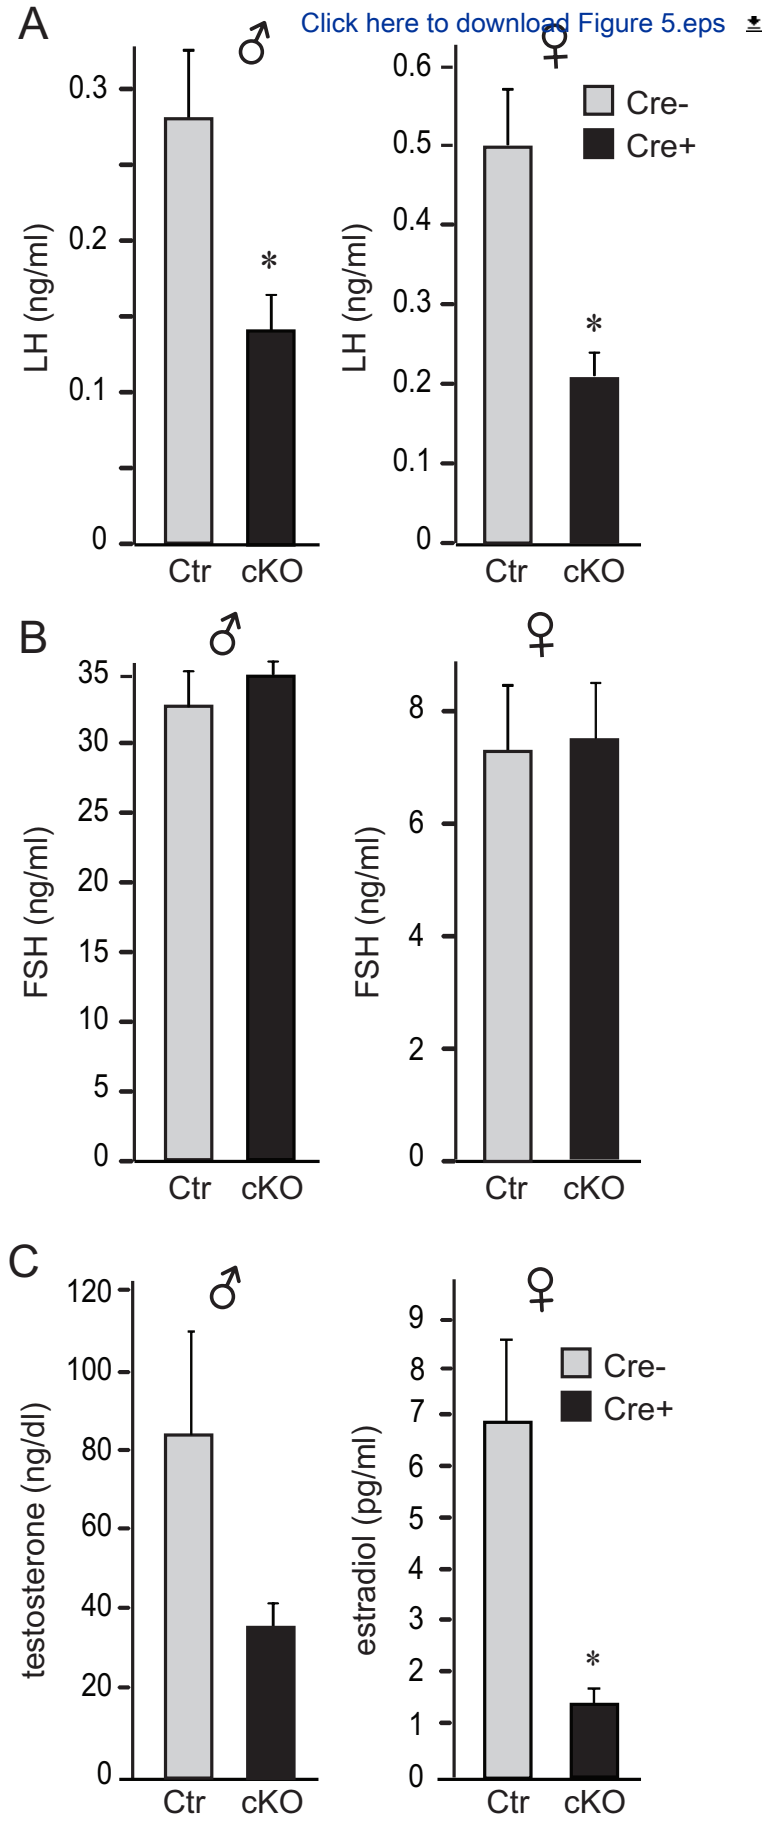 A
♂
Click here to download Figure 5.eps
♀
LH (ng/ml)
0.3
0.2
0.1
0
Ctr
cKO
*
LH (ng/ml)
0.6
0.5
0.4
0.3
0.2
0.1
0
Ctr
cKO
*
Cre-
Cre+
B
♂
♀
FSH (ng/ml)
35
30
25
20
15
10
5
0
Ctr
cKO
FSH (ng/ml)
8
6
4
2
0
Ctr
cKO
C
♂
♀
testosterone (ng/dl)
120
100
80
60
40
20
0
Ctr
cKO
estradiol (pg/ml)
9
8
7
6
5
4
3
2
1
0
Ctr
cKO
*
Cre-
Cre+